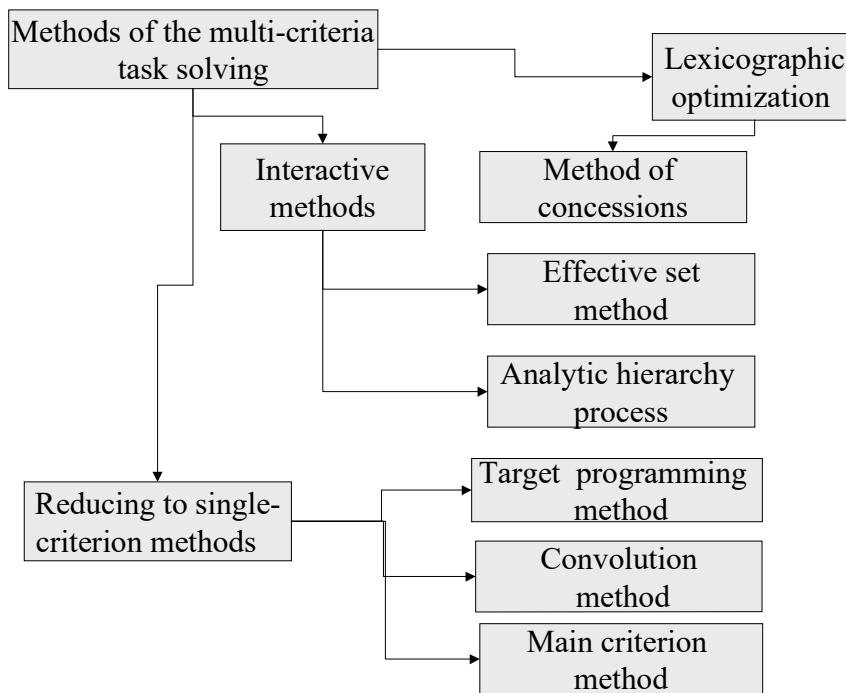 Methods of the multi-criteria
task solving
Lexicographic
optimization
Interactive
methods
Method of
concessions
Effective set
method
Analytic hierarchy
process
Reducing to single-
criterion methods
Target programming
method
Convolution
method
Main criterion
method